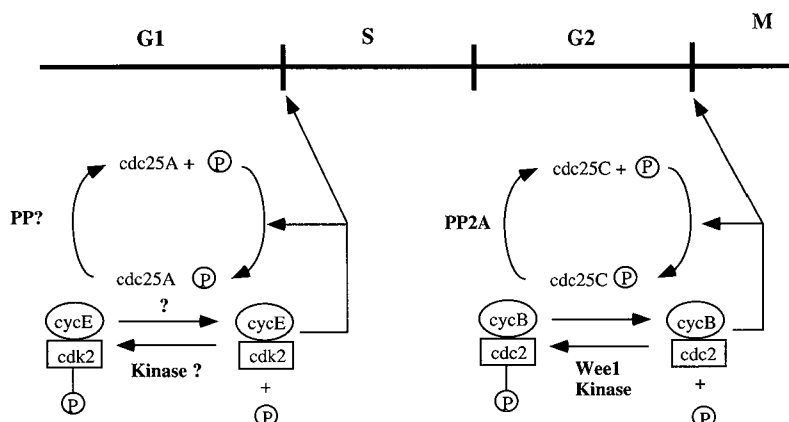 G1 S G2 M
cdc25A + P
cdc25C + P
PP?
PP2A
cdc25A P
cdc25C P
?
cycE cycE
cycB cycB
cdk2 cdk2
cdc2 cdc2
Kinase ?
Wee1
Kinase
+
+
P P
P P